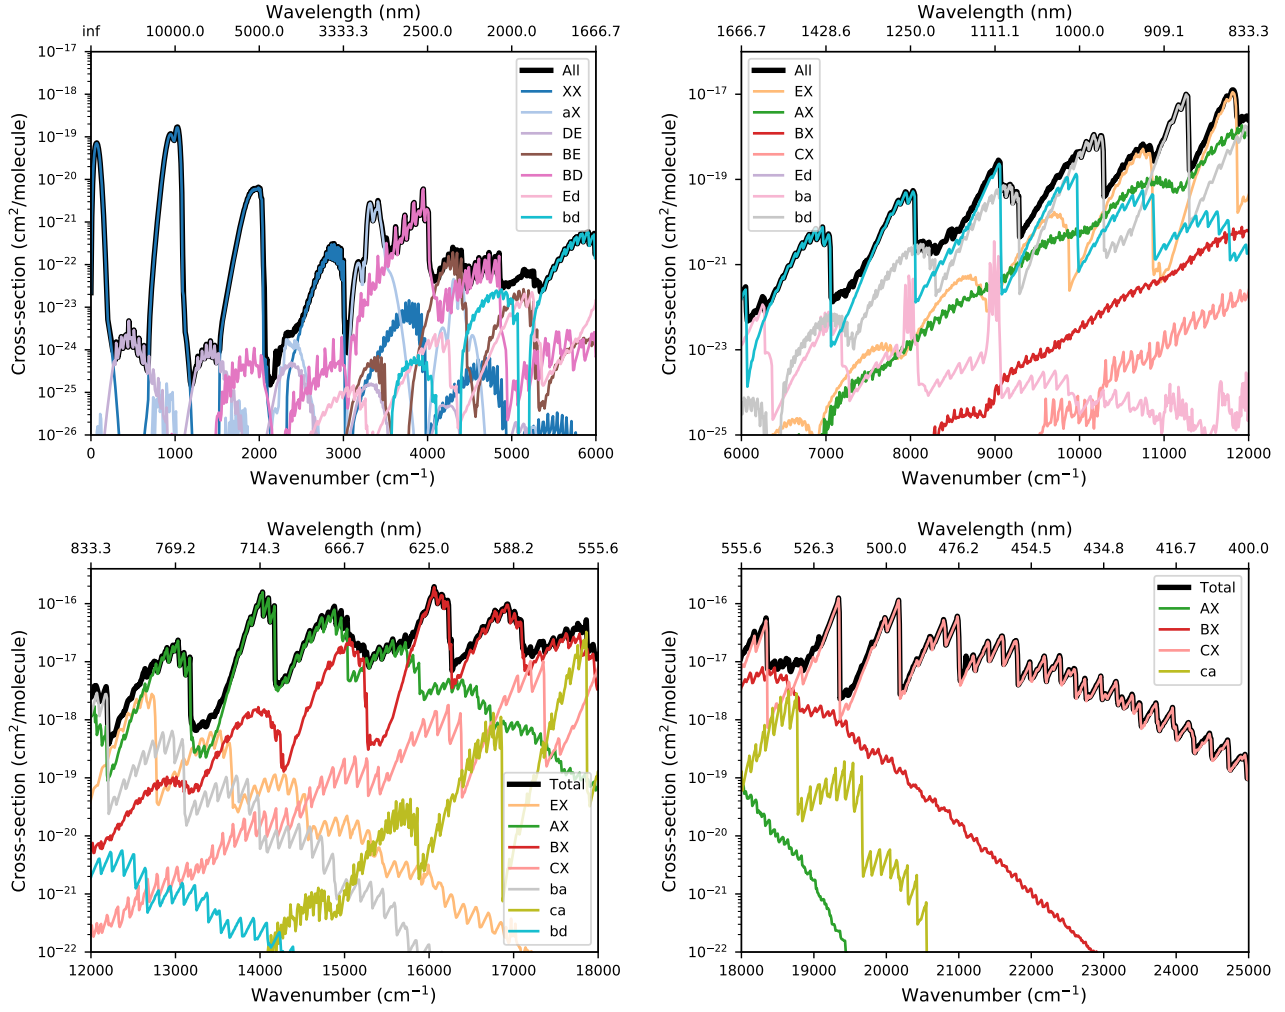 Wavelength (nm)
inf 10000.0 5000.0 3333.3 2500.0 2000.0 1666.7
Cross-section (cm²/molecule)
10⁻¹⁷
10⁻¹⁸
10⁻¹⁹
10⁻²⁰
10⁻²¹
10⁻²²
10⁻²³
10⁻²⁴
10⁻²⁵
10⁻²⁶
All
XX
aX
DE
BE
BD
Ed
bd
0 1000 2000 3000 4000 5000 6000
Wavenumber (cm⁻¹)
Wavelength (nm)
1666.7 1428.6 1250.0 1111.1 1000.0 909.1 833.3
Cross-section (cm²/molecule)
10⁻¹⁷
10⁻¹⁹
10⁻²¹
10⁻²³
10⁻²⁵
All
EX
AX
BX
CX
Ed
ba
bd
6000 7000 8000 9000 10000 11000 12000
Wavenumber (cm⁻¹)
Wavelength (nm)
833.3 769.2 714.3 666.7 625.0 588.2 555.6
Cross-section (cm²/molecule)
10⁻¹⁶
10⁻¹⁷
10⁻¹⁸
10⁻¹⁹
10⁻²⁰
10⁻²¹
10⁻²²
Total
EX
AX
BX
CX
ba
ca
bd
12000 13000 14000 15000 16000 17000 18000
Wavenumber (cm⁻¹)
Wavelength (nm)
555.6 526.3 500.0 476.2 454.5 434.8 416.7 400.0
Cross-section (cm²/molecule)
10⁻¹⁶
10⁻¹⁷
10⁻¹⁸
10⁻¹⁹
10⁻²⁰
10⁻²¹
10⁻²²
Total
AX
BX
CX
ca
18000 19000 20000 21000 22000 23000 24000 25000
Wavenumber (cm⁻¹)